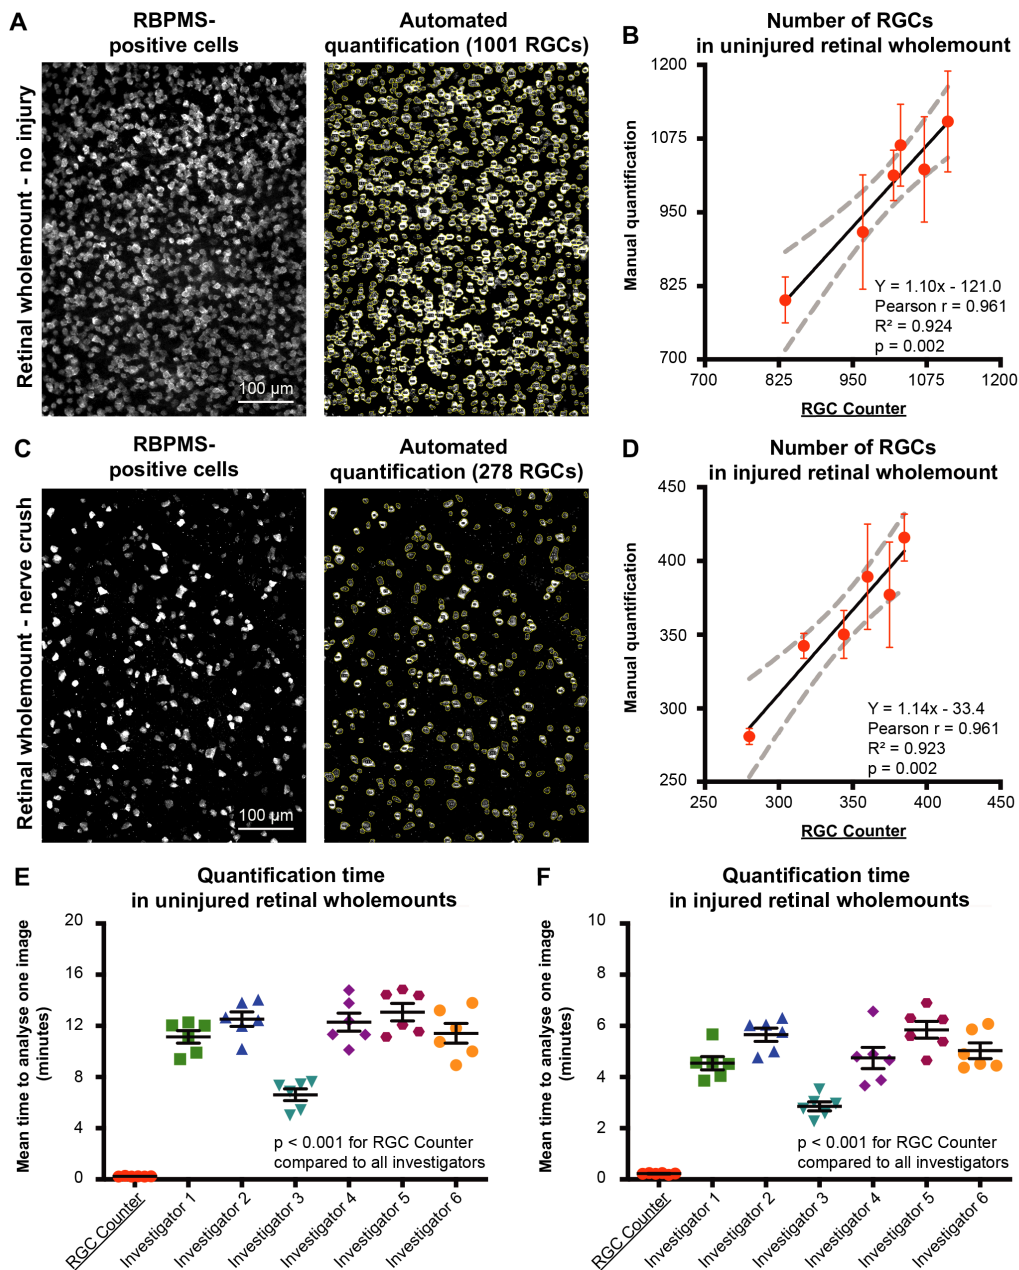 A
RBPMS-
positive cells
Automated
quantification (1001 RGCs)
Retinal wholemount - no injury
100 µm
B
Number of RGCs
in uninjured retinal wholemount
Manual quantification
1200
1075
950
825
700
Y = 1.10x - 121.0
Pearson r = 0.961
R² = 0.924
p = 0.002
700 825 950 1075 1200
RGC Counter
C
RBPMS-
positive cells
Automated
quantification (278 RGCs)
Retinal wholemount - nerve crush
100 µm
D
Number of RGCs
in injured retinal wholemount
Manual quantification
450
400
350
300
250
Y = 1.14x - 33.4
Pearson r = 0.961
R² = 0.923
p = 0.002
250 300 350 400 450
RGC Counter
E
Quantification time
in uninjured retinal wholemounts
Mean time to analyse one image
(minutes)
20
16
12
8
4
0
p < 0.001 for RGC Counter
compared to all investigators
RGC Counter
Investigator 1
Investigator 2
Investigator 3
Investigator 4
Investigator 5
Investigator 6
F
Quantification time
in injured retinal wholemounts
Mean time to analyse one image
(minutes)
10
8
6
4
2
0
p < 0.001 for RGC Counter
compared to all investigators
RGC Counter
Investigator 1
Investigator 2
Investigator 3
Investigator 4
Investigator 5
Investigator 6